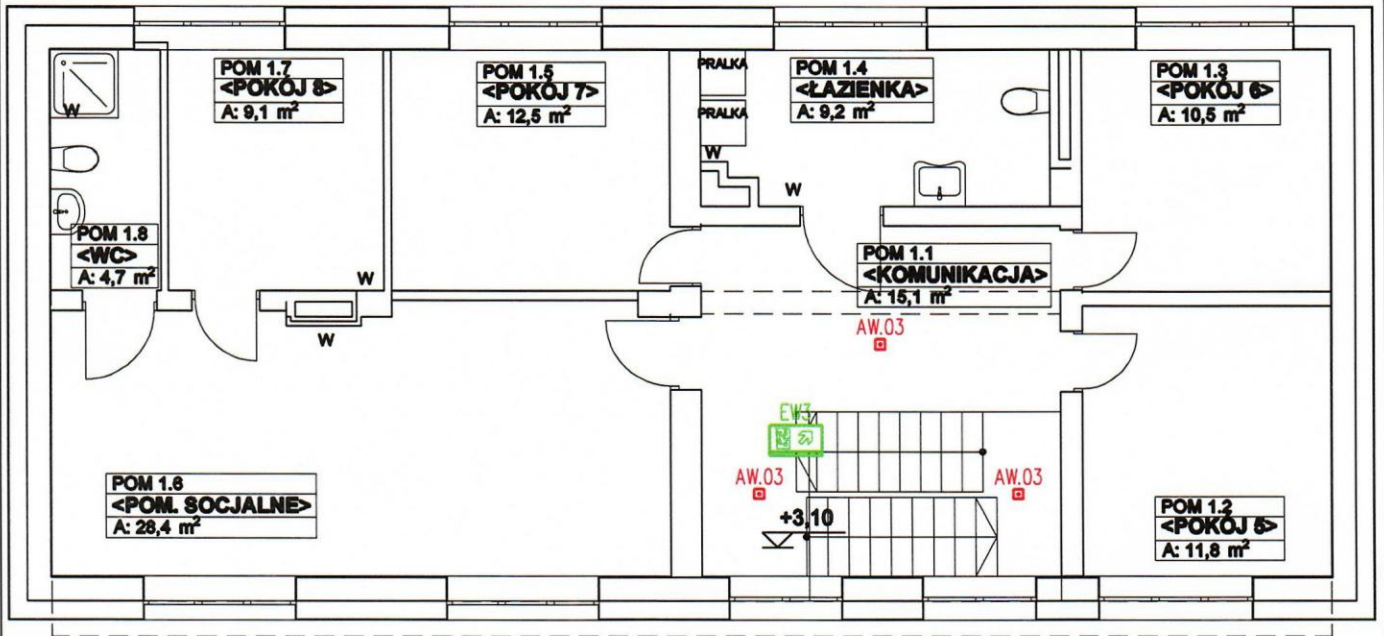 POM 1.7
<POKÓJ 8>
A: 9,1 m²
POM 1.5
<POKÓJ 7>
A: 12,5 m²
PRALKA
PRALKA
POM 1.4
<ŁAZIENKA>
A: 9,2 m²
POM 1.3
<POKÓJ 6>
A: 10,5 m²
W
W
W
POM 1.8
<WC>
A: 4,7 m²
POM 1.1
<KOMUNIKACJA>
A: 15,1 m²
W
W
AW.03
EW3
AW.03
AW.03
POM 1.6
<POM. SOCJALNE>
A: 28,4 m²
+3,10
POM 1.2
<POKÓJ 5>
A: 11,8 m²